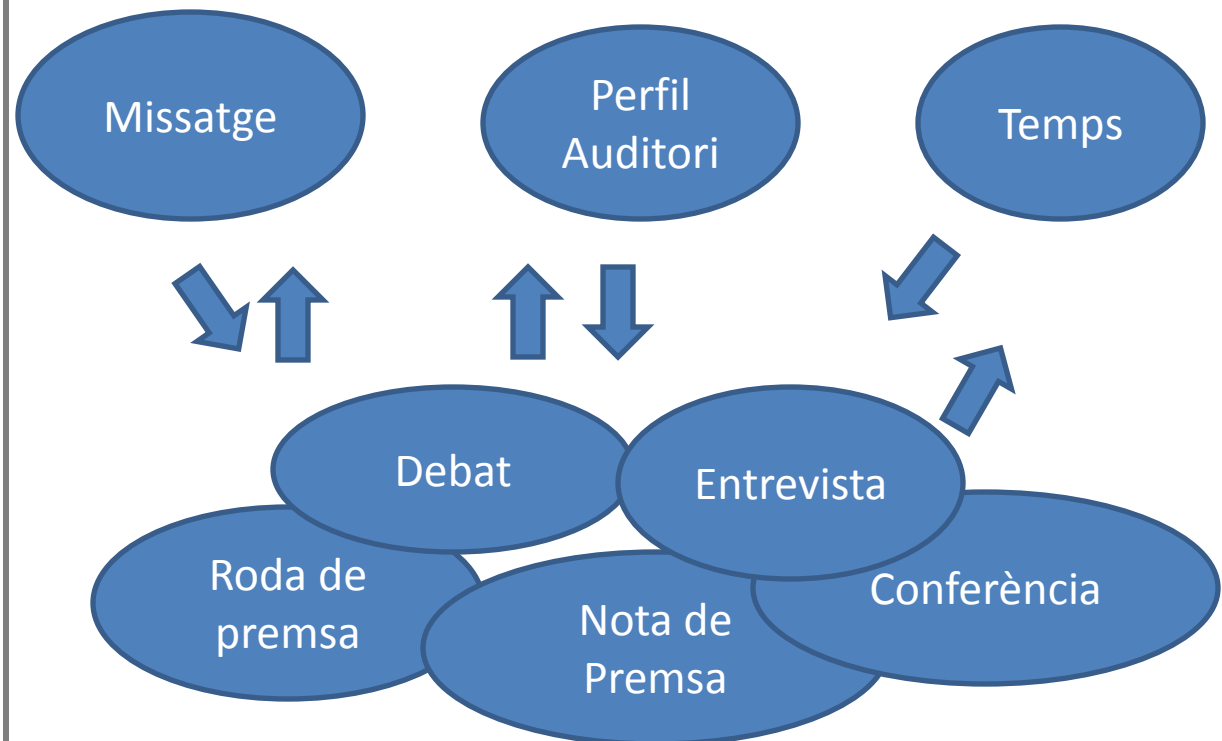 Missatge
Perfil
Auditori
Temps
Debat
Entrevista
Roda de
premsa
Nota de
Premsa
Conferència